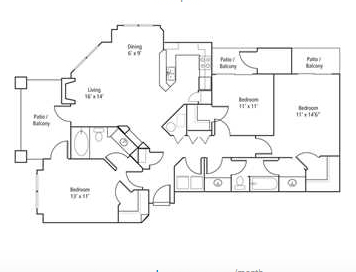 Dining
6' x 9'
Patio /
Balcony
Patio /
Balcony
Living
16' x 14'
Patio /
Balcony
Bedroom
11' x 11'
Bedroom
11' x 14'6"
Bedroom
13' x 11'